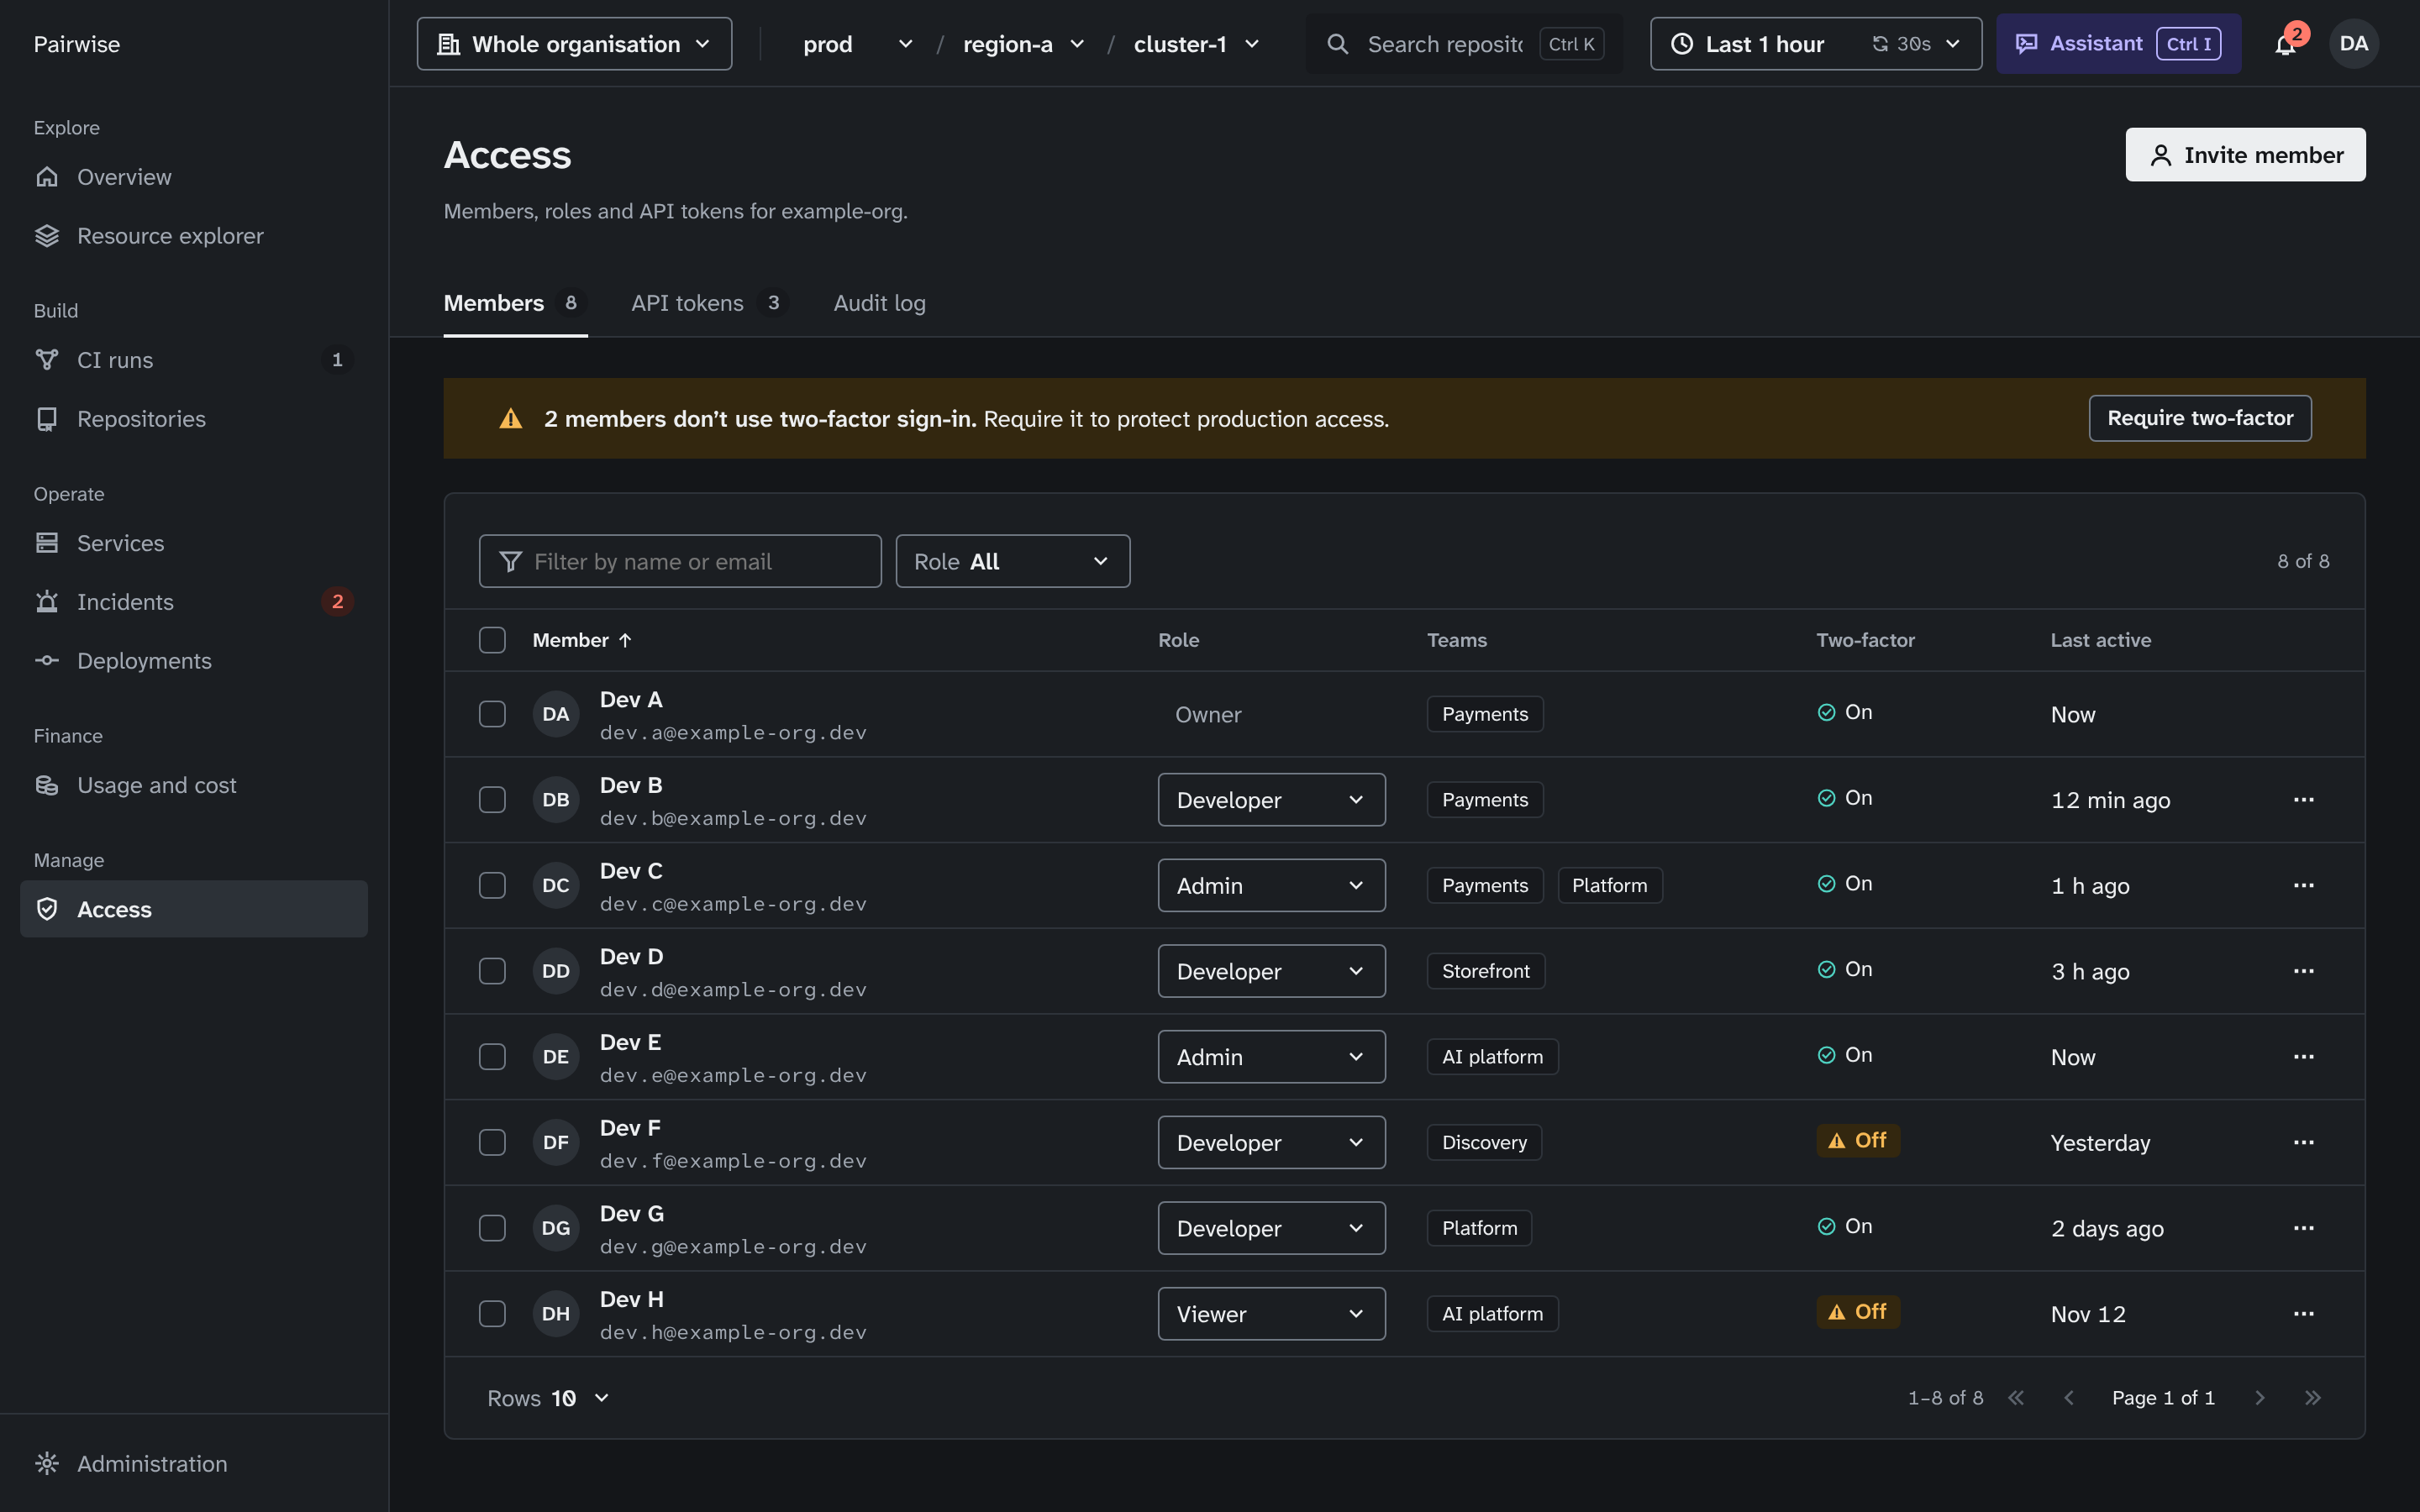 Pairwise
Whole organisation
prod / region-a / cluster-1
Search reposito Ctrl K
Last 1 hour 30s
Assistant Ctrl I
2
DA
Explore
Overview
Resource explorer
Build
CI runs 1
Repositories
Operate
Services
Incidents 2
Deployments
Finance
Usage and cost
Manage
Access
Administration
Access
Invite member
Members, roles and API tokens for example-org.
Members 8 API tokens 3 Audit log
2 members don’t use two-factor sign-in. Require it to protect production access.
Require two-factor
Filter by name or email
Role All
8 of 8
Member Role Teams Two-factor Last active
DA Dev A Owner Payments On Now
dev.a@example-org.dev
DB Dev B Developer Payments On 12 min ago
dev.b@example-org.dev
DC Dev C Admin Payments Platform On 1 h ago
dev.c@example-org.dev
DD Dev D Developer Storefront On 3 h ago
dev.d@example-org.dev
DE Dev E Admin AI platform On Now
dev.e@example-org.dev
DF Dev F Developer Discovery Off Yesterday
dev.f@example-org.dev
DG Dev G Developer Platform On 2 days ago
dev.g@example-org.dev
DH Dev H Viewer AI platform Off Nov 12
dev.h@example-org.dev
Rows 10
1–8 of 8 Page 1 of 1